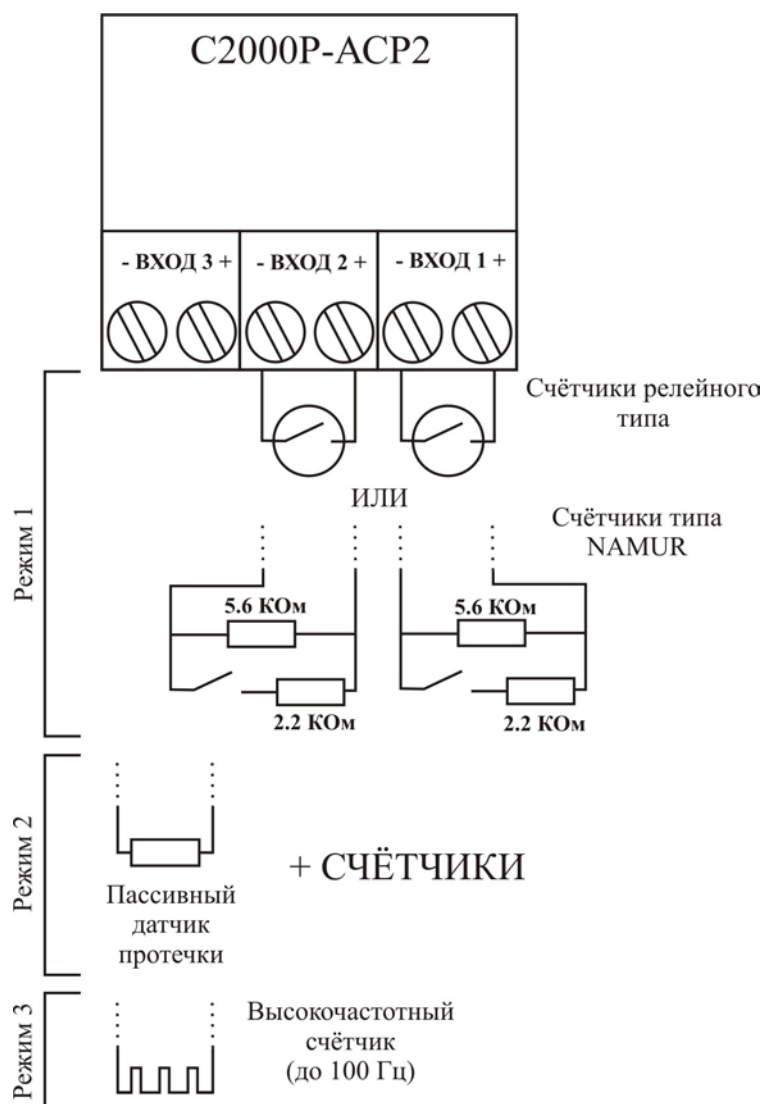 С2000Р-АСР2
- ВХОД 3 +
- ВХОД 2 +
- ВХОД 1 +
Счётчики релейного
типа
ИЛИ
Счётчики типа
NAMUR
Режим 1
5.6 КОм
5.6 КОм
2.2 КОм
2.2 КОм
Режим 2
+ СЧЁТЧИКИ
Пассивный
датчик
протечки
Режим 3
Высокочастотный
счётчик
(до 100 Гц)